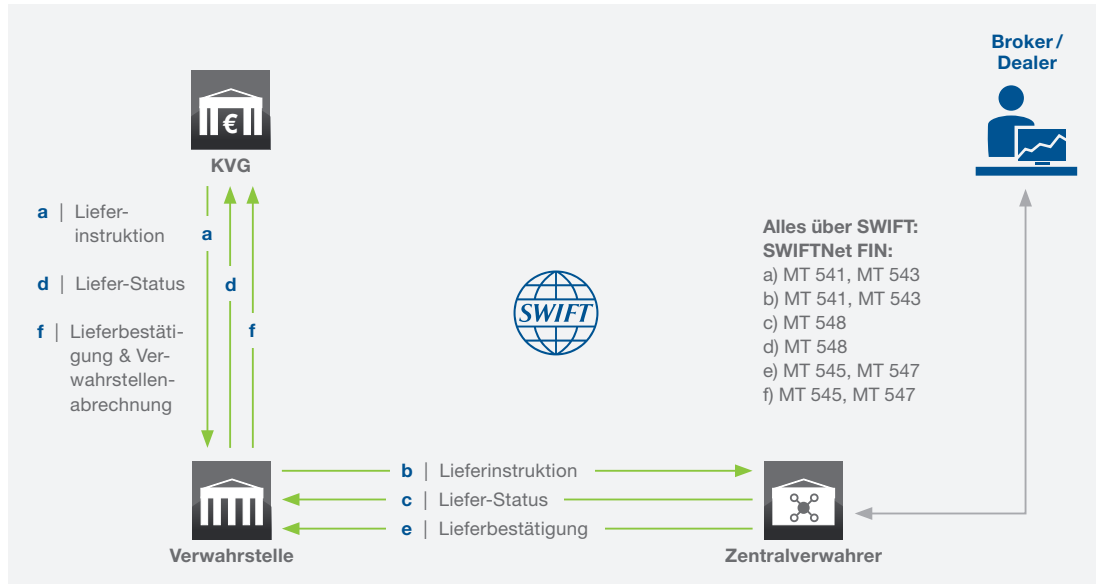 Broker/
Dealer
€
KVG
a | Liefer-
instruktion
d | Liefer-Status
f | Lieferbestäti-
gung & Ver-
wahrstellen-
abrechnung
a
d
f
SWIFT
Alles über SWIFT:
SWIFTNet FIN:
a) MT 541, MT 543
b) MT 541, MT 543
c) MT 548
d) MT 548
e) MT 545, MT 547
f) MT 545, MT 547
b | Lieferinstruktion
c | Liefer-Status
e | Lieferbestätigung
Verwahrstelle
Zentralverwahrer